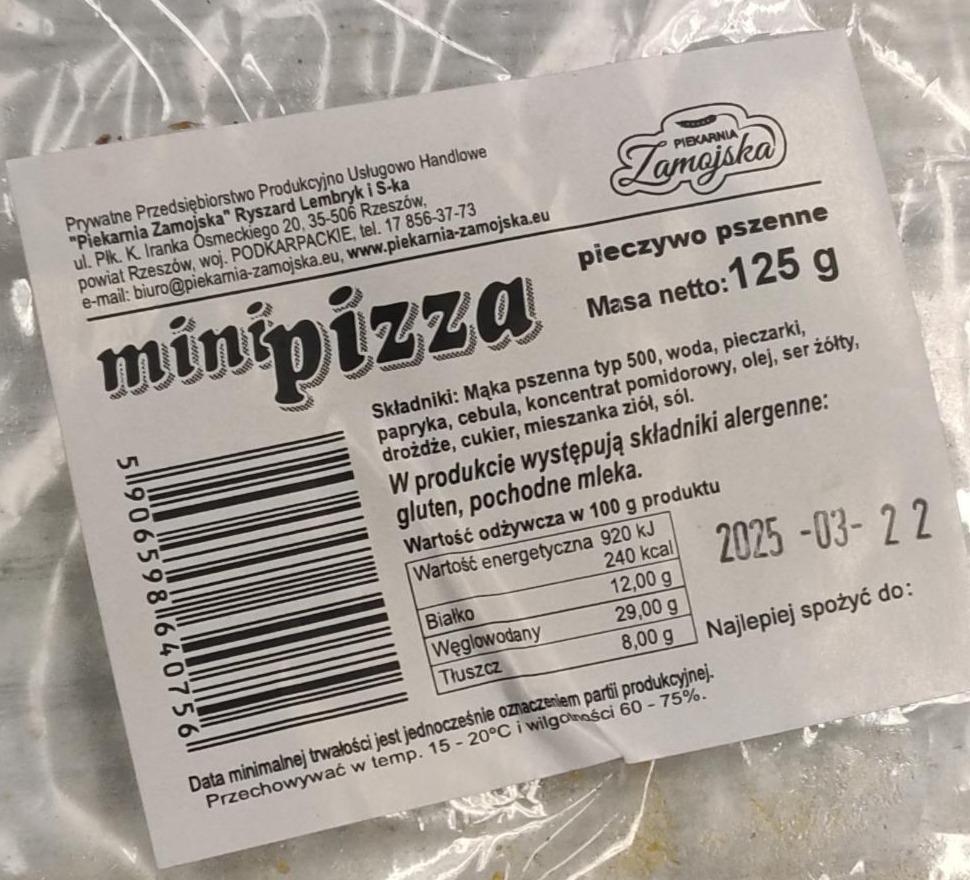 PIEKARNIA
Zamojska
Prywatne Przedsiębiorstwo Produkcyjno Usługowo Handlowe
"Piekarnia Zamojska" Ryszard Lembryk i S-ka
ul. Płk. K. Iranka Osmeckiego 20, 35-506 Rzeszów,
powiat Rzeszów, woj. PODKARPACKIE, tel. 17 856-37-73
e-mail: biuro@piekarnia-zamojska.eu, www.piekarnia-zamojska.eu
minipizza
pieczywo pszenne
Masa netto: 125 g
Składniki: Mąka pszenna typ 500, woda, pieczarki,
papryka, cebula, koncentrat pomidorowy, olej, ser żółty,
drożdże, cukier, mieszanka ziół, sól.
W produkcie występują składniki alergenne:
gluten, pochodne mleka.
Wartość odżywcza w 100 g produktu
Wartość energetyczna 920 kJ
240 kcal
Białko 12,00 g
Węglowodany 29,00 g
Tłuszcz 8,00 g
2025 -03- 22
Najlepiej spożyć do:
5 906598 640756
Data minimalnej trwałości jest jednocześnie oznaczeniem partii produkcyjnej.
Przechowywać w temp. 15 - 20°C i wilgotności 60 - 75%.